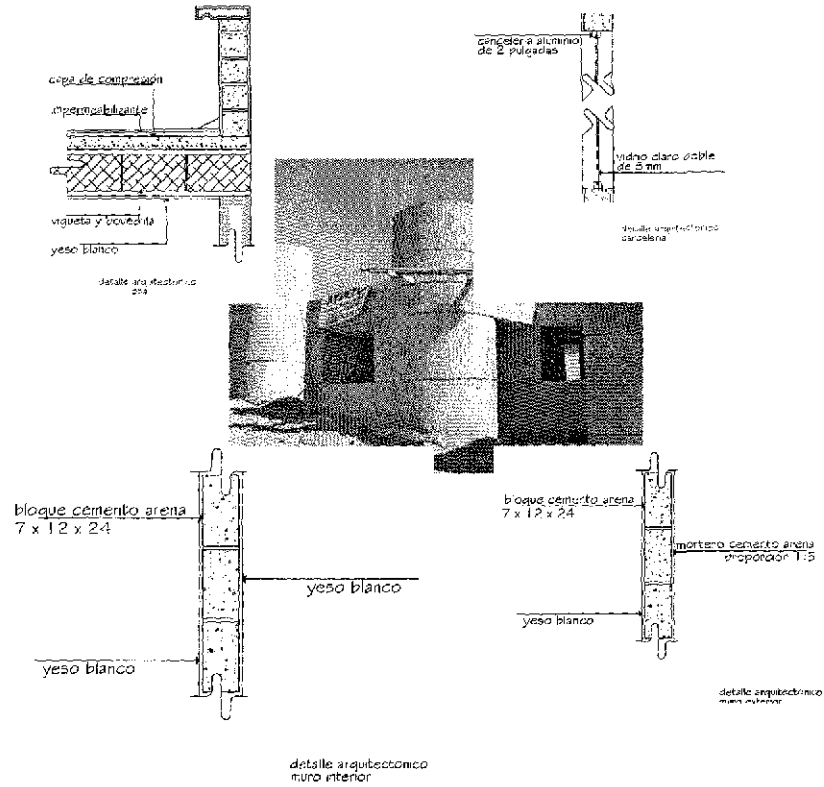 capa de compresión
impermeabilizante
vigueta y bovedilla
yeso blanco
detalle arquitectonico
cancelería aluminio
de 2 pulgadas
vidrio claro doble
de 3 mm
detalle arquitectonico
canceleria
bloque cemento arena
7 x 12 x 24
yeso blanco
yeso blanco
detalle arquitectonico
muro interior
bloque cemento arena
7 x 12 x 24
mortero cemento arena
proporción 1:5
yeso blanco
detalle arquitectonico
muro exterior